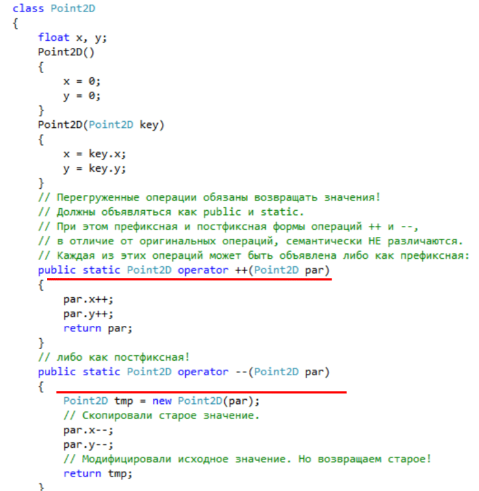 class Point2D
{
float x, y;
Point2D()
{
x = 0;
y = 0;
}
Point2D(Point2D key)
{
x = key.x;
y = key.y;
}
// Перегруженные операции обязаны возвращать значения!
// Должны объявляться как public и static.
// При этом префиксная и постфиксная формы операций ++ и --,
// в отличие от оригинальных операций, семантически НЕ различаются.
// Каждая из этих операций может быть объявлена либо как префиксная:
public static Point2D operator ++(Point2D par)
{
par.x++;
par.y++;
return par;
}
// либо как постфиксная!
public static Point2D operator --(Point2D par)
{
Point2D tmp = new Point2D(par);
// Скопировали старое значение.
par.x--;
par.y--;
// Модифицировали исходное значение. Но возвращаем старое!
return tmp;
}